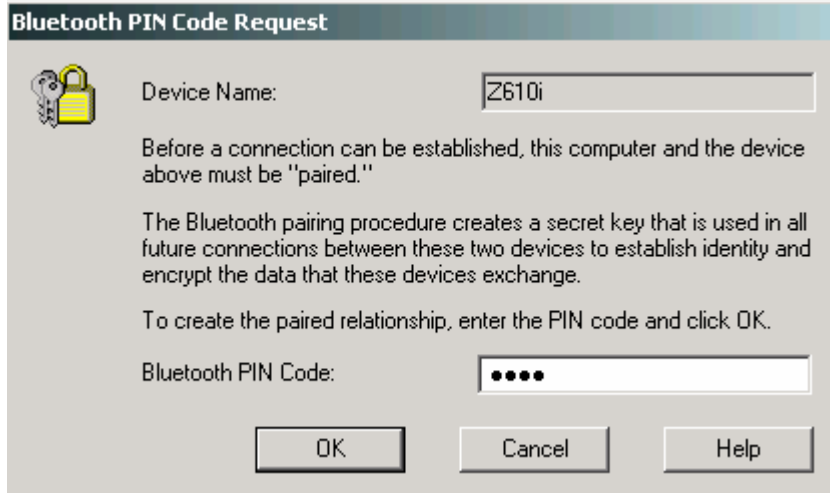 Bluetooth PIN Code Request
Device Name: Z610i
Before a connection can be established, this computer and the device
above must be "paired."
The Bluetooth pairing procedure creates a secret key that is used in all
future connections between these two devices to establish identity and
encrypt the data that these devices exchange.
To create the paired relationship, enter the PIN code and click OK.
Bluetooth PIN Code: ••••
OK Cancel Help